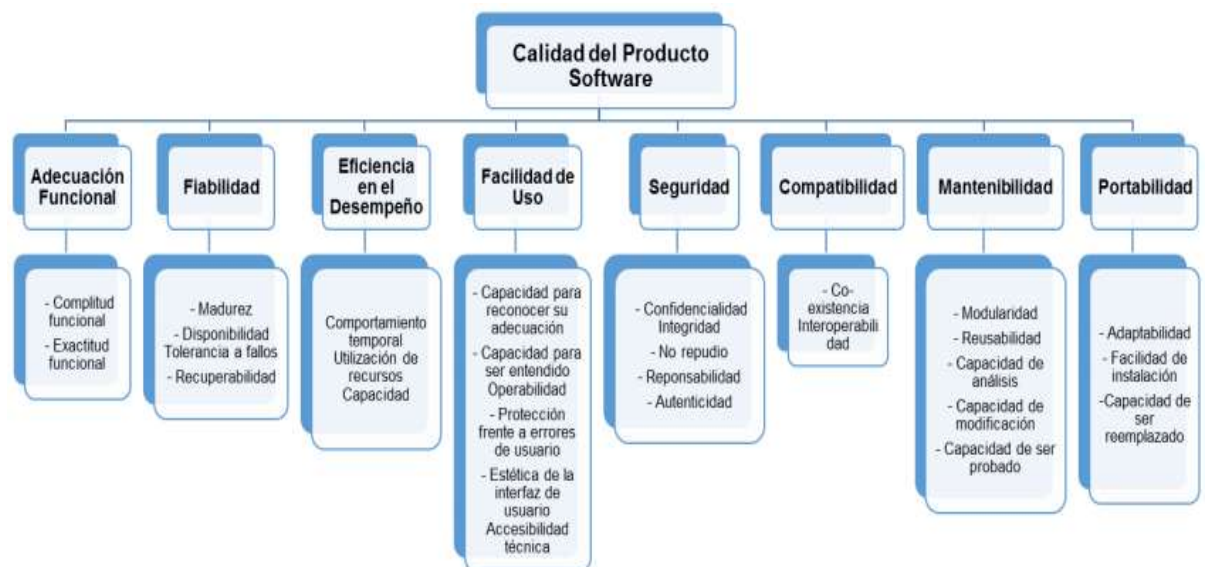 Calidad del Producto
Software
Adecuación
Funcional
Fiabilidad
Eficiencia
en el
Desempeño
Facilidad de
Uso
Seguridad
Compatibilidad
Mantenibilidad
Portabilidad
- Complitud
funcional
- Exactitud
funcional
- Madurez
- Disponibilidad
Tolerancia a fallos
- Recuperabilidad
Comportamiento
temporal
Utilización de
recursos
Capacidad
- Capacidad para
reconocer su
adecuación
- Capacidad para
ser entendido
Operabilidad
- Protección
frente a errores
de usuario
- Estética de la
interfaz de
usuario
Accesibilidad
técnica
- Confidencialidad
Integridad
- No repudio
- Reponsabilidad
- Autenticidad
- Co-
existencia
Interoperabili
dad
- Modularidad
- Reusabilidad
- Capacidad de
análisis
- Capacidad de
modificación
- Capacidad de ser
probado
- Adaptabilidad
- Facilidad de
instalación
-Capacidad de
ser
reemplazado